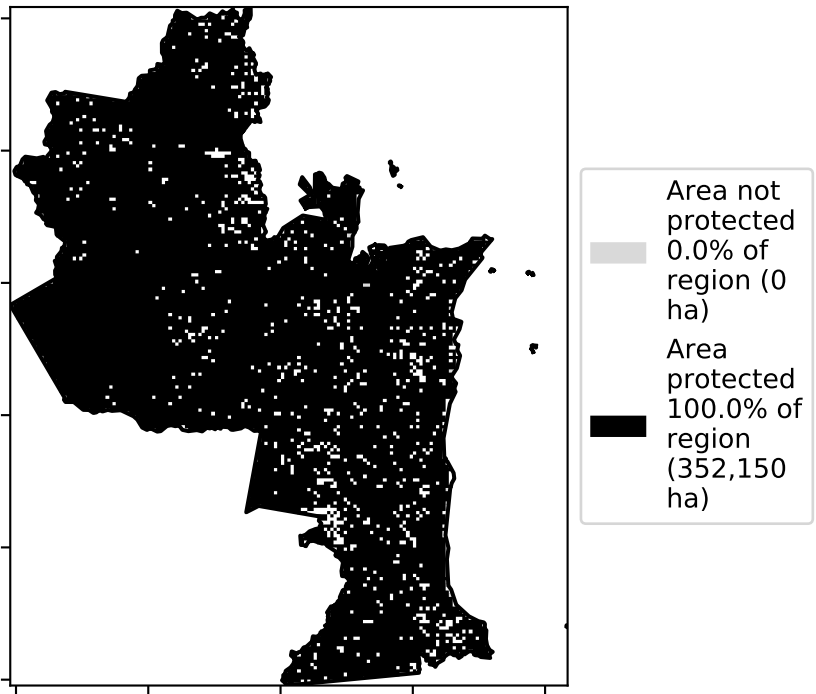 Area not
protected
0.0% of
region (0
ha)
Area
protected
100.0% of
region
(352,150
ha)